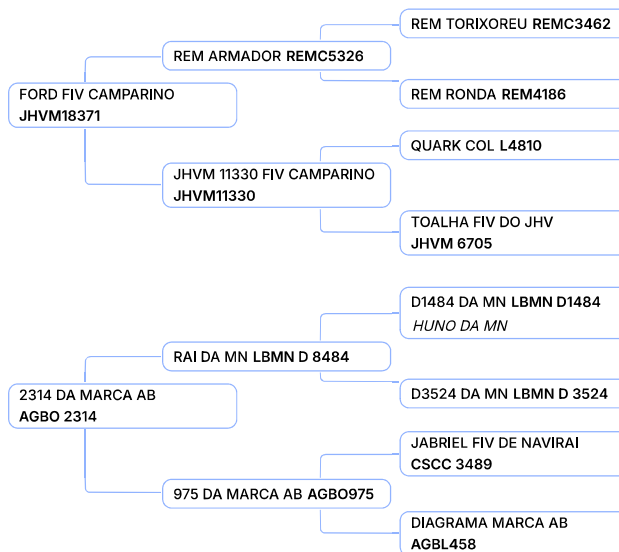 REM TORIXOREU REMC3462
REM ARMADOR REMC5326
REM RONDA REM4186
FORD FIV CAMPARINO
JHVM18371
QUARK COL L4810
JHVM 11330 FIV CAMPARINO
JHVM11330
TOALHA FIV DO JHV
JHVM 6705
D1484 DA MN LBMN D1484
HUNO DA MN
RAI DA MN LBMN D 8484
D3524 DA MN LBMN D 3524
2314 DA MARCA AB
AGBO 2314
JABRIEL FIV DE NAVIRAI
CSCC 3489
975 DA MARCA AB AGBO975
DIAGRAMA MARCA AB
AGBL458